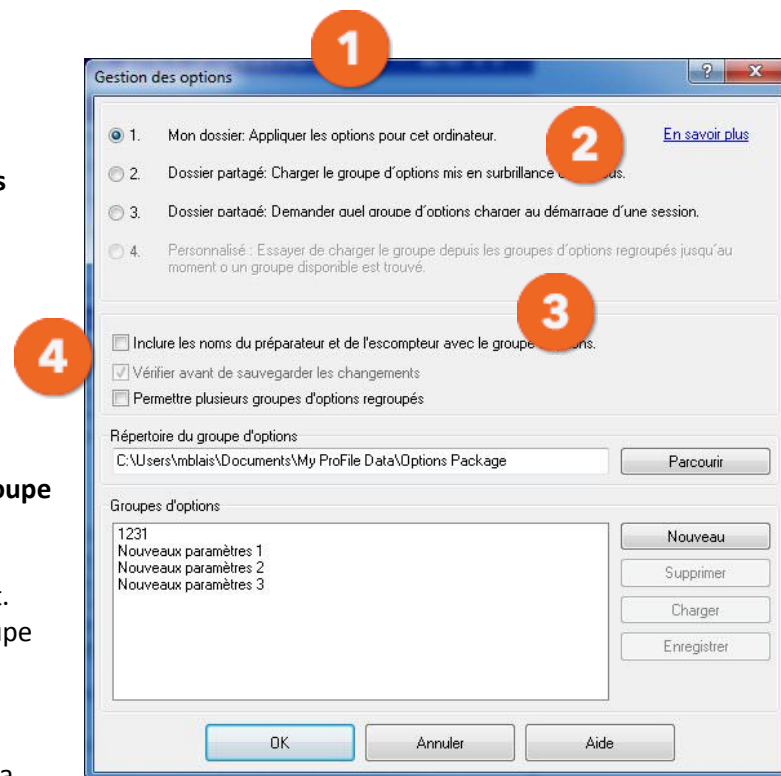 1
Gestion des options
?
X
1. Mon dossier: Appliquer les options pour cet ordinateur.
2
En savoir plus
s
2. Dossier partagé: Charger le groupe d'options mis en surbrillance us.
3. Dossier partagé: Demander quel groupe d'options charger au démarrage d'une session.
4. Personnalisé : Essayer de charger le groupe depuis les groupes d'options regroupés jusqu'au
moment o un groupe disponible est trouvé.
3
4
Inclure les noms du préparateur et de l'escompteur avec le groupe ons.
Vérifier avant de sauvegarder les changements
Permettre plusieurs groupes d'options regroupés
Répertoire du groupe d'options
C:\Users\mblais\Documents\My ProFile Data\Options Package
Parcourir
oupe
Groupes d'options
1231
Nouveaux paramètres 1
Nouveaux paramètres 2
Nouveaux paramètres 3
Nouveau
Supprimer
Charger
Enregistrer
t.
upe
OK
Annuler
Aide
a